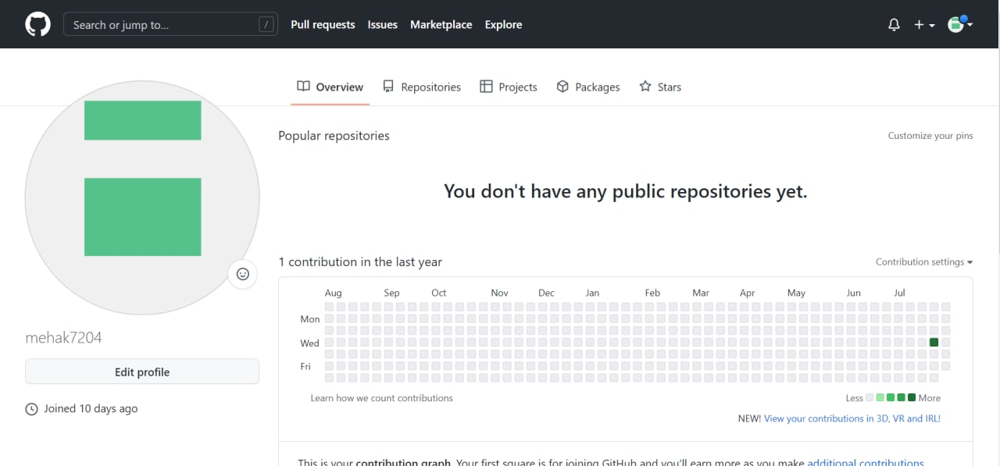 Search or jump to... / Pull requests Issues Marketplace Explore
Overview Repositories Projects Packages Stars
Popular repositories Customize your pins
You don't have any public repositories yet.
1 contribution in the last year Contribution settings
Aug Sep Oct Nov Dec Jan Feb Mar Apr May Jun Jul
Mon
Wed
Fri
Learn how we count contributions Less More
NEW! View your contributions in 3D, VR and IRL!
This is your contribution graph. Your first square is for joining GitHub and you'll earn more as you make additional contributions
mehak7204
Edit profile
Joined 10 days ago